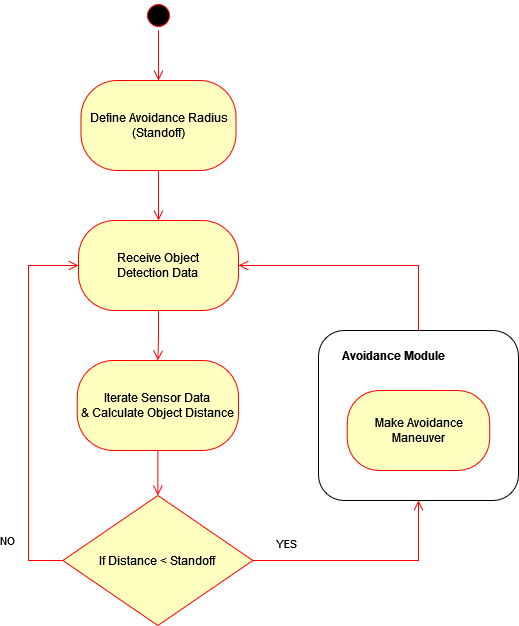 Define Avoidance Radius
(Standoff)
Receive Object
Detection Data
Avoidance Module
Iterate Sensor Data
& Calculate Object Distance
Make Avoidance
Maneuver
NO
If Distance < Standoff
YES